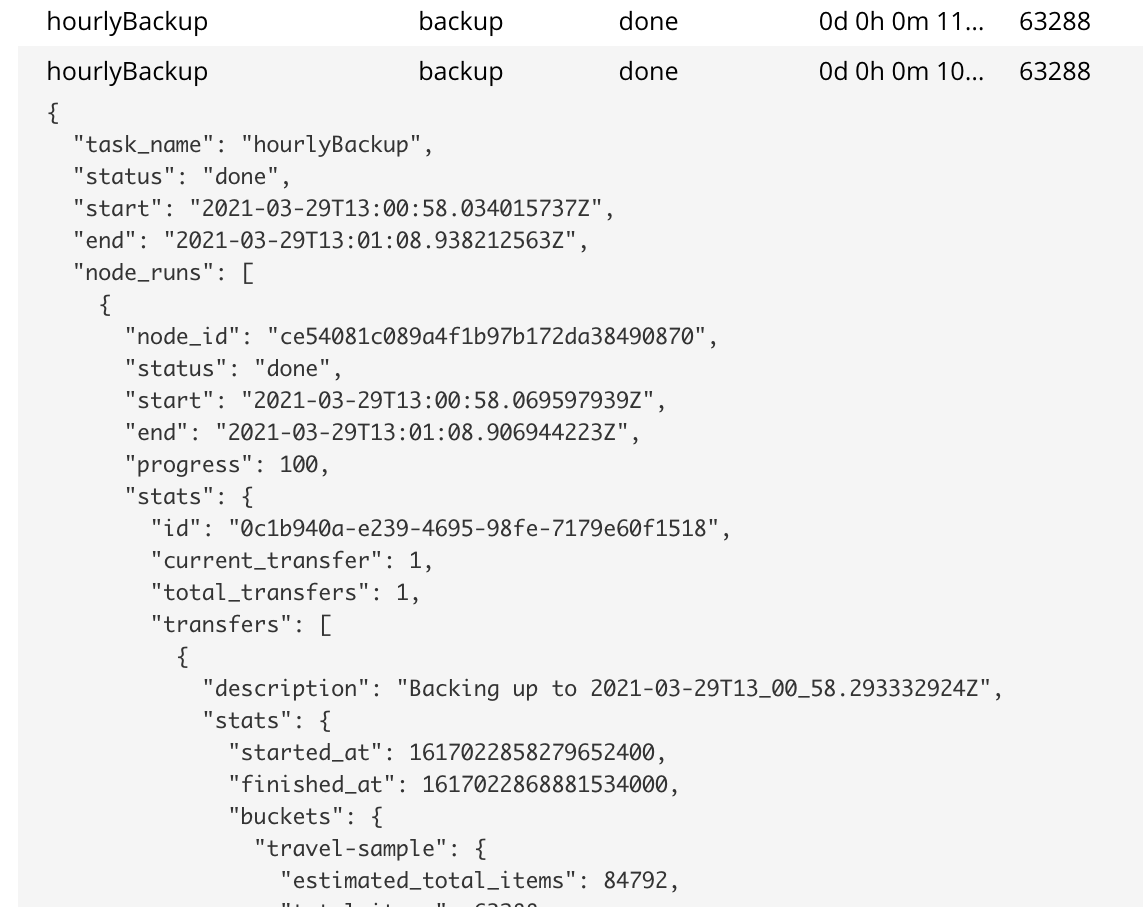 hourlyBackup backup done 0d 0h 0m 11... 63288
hourlyBackup backup done 0d 0h 0m 10... 63288
{
"task_name": "hourlyBackup",
"status": "done",
"start": "2021-03-29T13:00:58.034015737Z",
"end": "2021-03-29T13:01:08.938212563Z",
"node_runs": [
{
"node_id": "ce54081c089a4f1b97b172da38490870",
"status": "done",
"start": "2021-03-29T13:00:58.069597939Z",
"end": "2021-03-29T13:01:08.906944223Z",
"progress": 100,
"stats": {
"id": "0c1b940a-e239-4695-98fe-7179e60f1518",
"current_transfer": 1,
"total_transfers": 1,
"transfers": [
{
"description": "Backing up to 2021-03-29T13_00_58.293332924Z",
"stats": {
"started_at": 1617022858279652400,
"finished_at": 1617022868881534000,
"buckets": {
"travel-sample": {
"estimated_total_items": 84792,